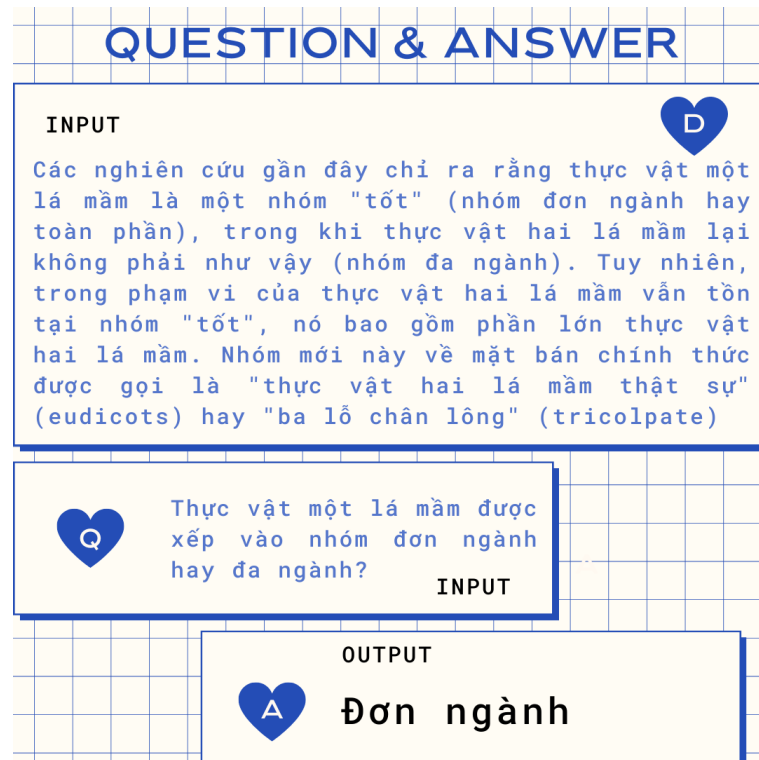 QUESTION & ANSWER
INPUT
D
Các nghiên cứu gần đây chỉ ra rằng thực vật một
lá mầm là một nhóm "tốt" (nhóm đơn ngành hay
toàn phần), trong khi thực vật hai lá mầm lại
không phải như vậy (nhóm đa ngành). Tuy nhiên,
trong phạm vi của thực vật hai lá mầm vẫn tồn
tại nhóm "tốt", nó bao gồm phần lớn thực vật
hai lá mầm. Nhóm mới này về mặt bán chính thức
được gọi là "thực vật hai lá mầm thật sự"
(eudicots) hay "ba lỗ chân lông" (tricolpate)
Q
Thực vật một lá mầm được
xếp vào nhóm đơn ngành
hay đa ngành?
INPUT
OUTPUT
A
Đơn ngành